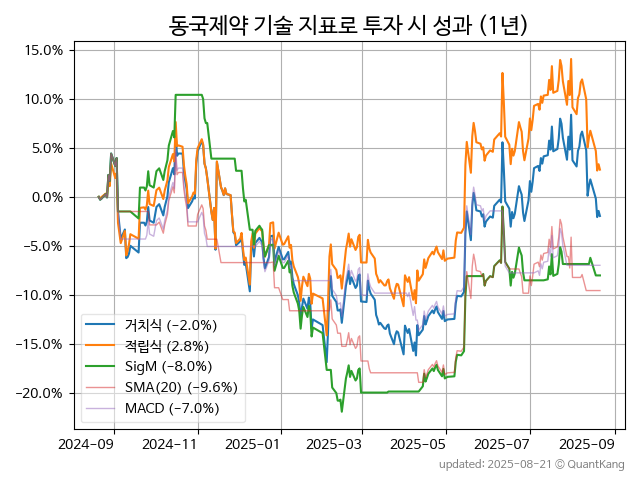 동국제약 기술 지표로 투자 시 성과 (1년)
15.0%
10.0%
5.0%
0.0%
−5.0%
−10.0%
−15.0%
−20.0%
거치식 (−2.0%)
적립식 (2.8%)
SigM (−8.0%)
SMA(20) (−9.6%)
MACD (−7.0%)
2024-09 2024-11 2025-01 2025-03 2025-05 2025-07 2025-09
updated: 2025-08-21 © QuantKang